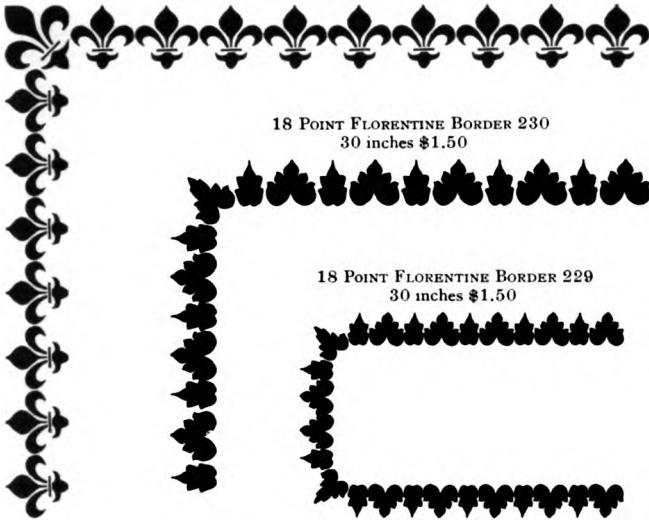 18 Point Florentine Border 230
30 inches $1.50
18 Point Florentine Border 229
30 inches $1.50